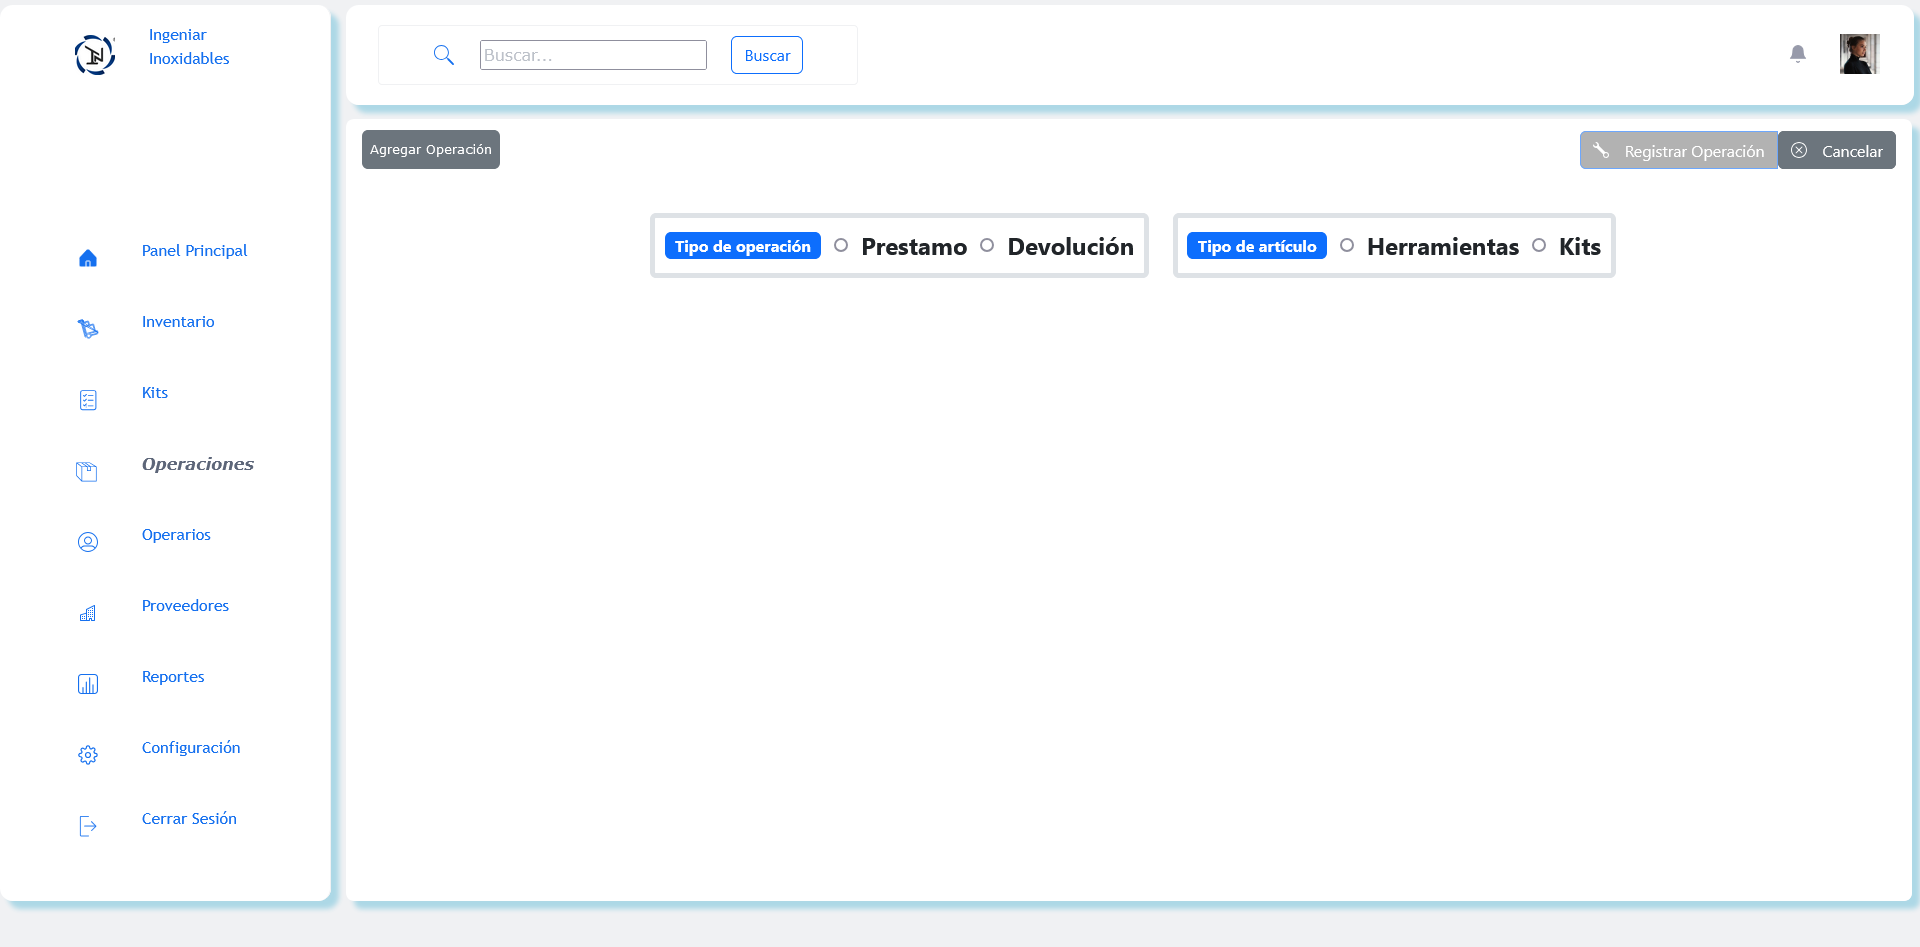 Ingeniar
Inoxidables
Buscar...
Buscar
Agregar Operación
Registrar Operación
Cancelar
Tipo de operación Prestamo Devolución
Tipo de artículo Herramientas Kits
Panel Principal
Inventario
Kits
Operaciones
Operarios
Proveedores
Reportes
Configuración
Cerrar Sesión